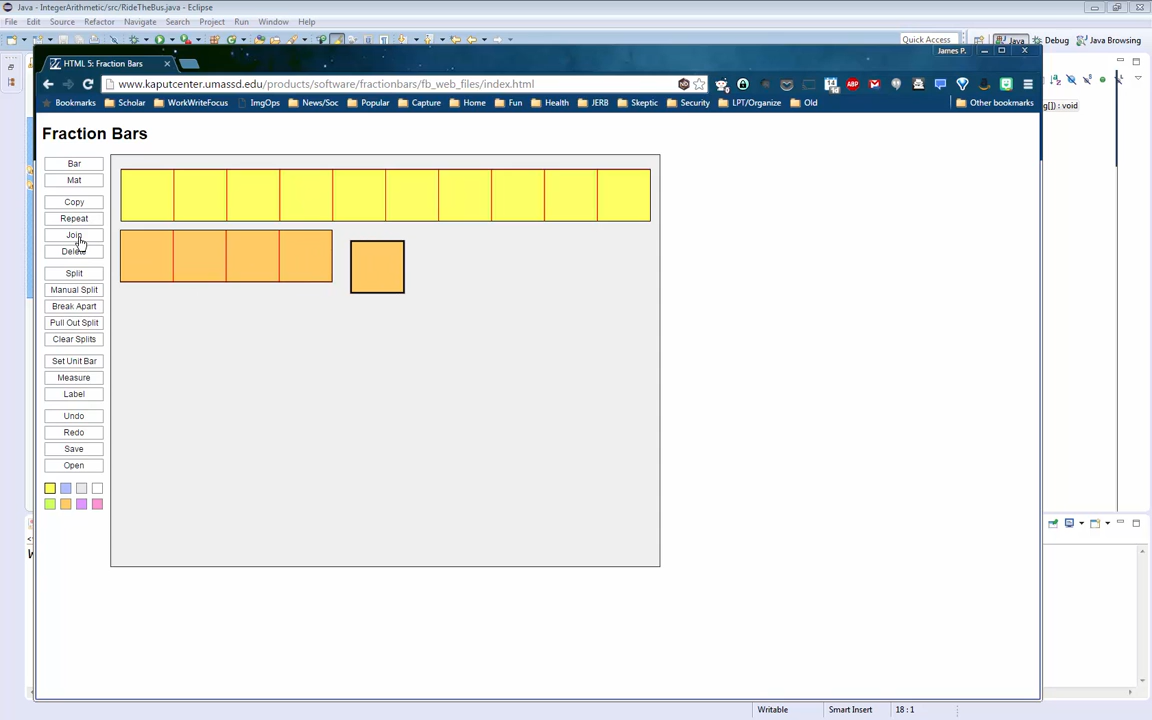 Java - IntegerArithmetic/src/RideTheBus.java - Eclipse
File Edit Source Refactor Navigate Search Project Run Window Help
Quick Access Java Debug Java Browsing
James P.
HTML 5: Fraction Bars
www.kaputcenter.umassd.edu/products/software/fractionbars/fb_web_files/index.html
ABP
Bookmarks Scholar WorkWriteFocus ImgOps News/Soc Popular Capture Home Fun Health JERB Skeptic Security LPT/Organize Old Other bookmarks
g[]) : void
Fraction Bars
Bar
Mat
Copy
Repeat
Join
Delete
Split
Manual Split
Break Apart
Pull Out Split
Clear Splits
Set Unit Bar
Measure
Label
Undo
Redo
Save
Open
Writable Smart Insert 18 : 1